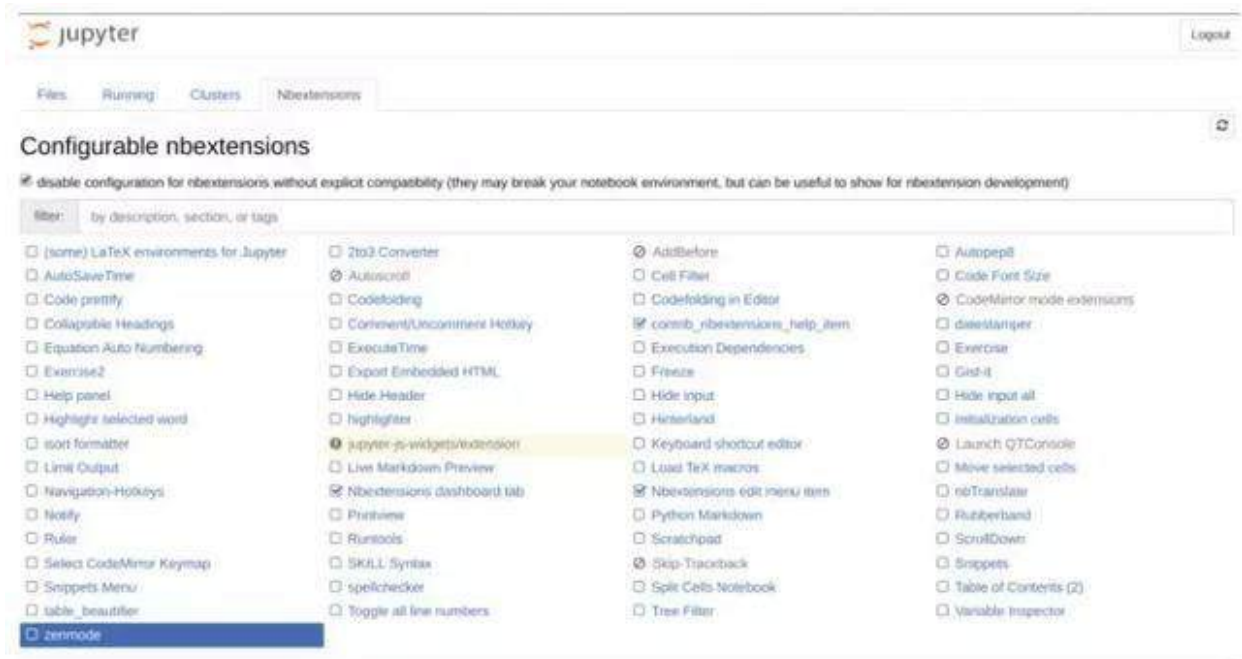 jupyter
Logout
Files Running Clusters Nbextensions
Configurable nbextensions
disable configuration for nbextensions without explicit compatibility (they may break your notebook environment, but can be useful to show for nbextension development)
filter: by description, section, or tags
(some) LaTeX environments for Jupyter 2to3 Converter AddBefore Autopep8
AutoSaveTime Autoscroll Cell Filter Code Font Size
Code prettify Codefolding Codefolding in Editor CodeMirror mode extensions
Collapsible Headings Comment/Uncomment Hotkey contrib_nbextensions_help_item datestamper
Equation Auto Numbering ExecuteTime Execution Dependencies Exercise
Exercise2 Export Embedded HTML Freeze Gist-it
Help panel Hide Header Hide input Hide input all
Highlight selected word highlighter Hinterland Initialization cells
isort formatter jupyter-js-widgets/extension Keyboard shortcut editor Launch QTConsole
Limit Output Live Markdown Preview Load TeX macros Move selected cells
Navigation-Hotkeys Nbextensions dashboard tab Nbextensions edit menu item nbTranslate
Notify Printview Python Markdown Rubberband
Ruler Runtools Scratchpad ScrollDown
Select CodeMirror Keymap SKILL Syntax Skip-Traceback Snippets
Snippets Menu spellchecker Split Cells Notebook Table of Contents (2)
table_beautifier Toggle all line numbers Tree Filter Variable Inspector
zenmode